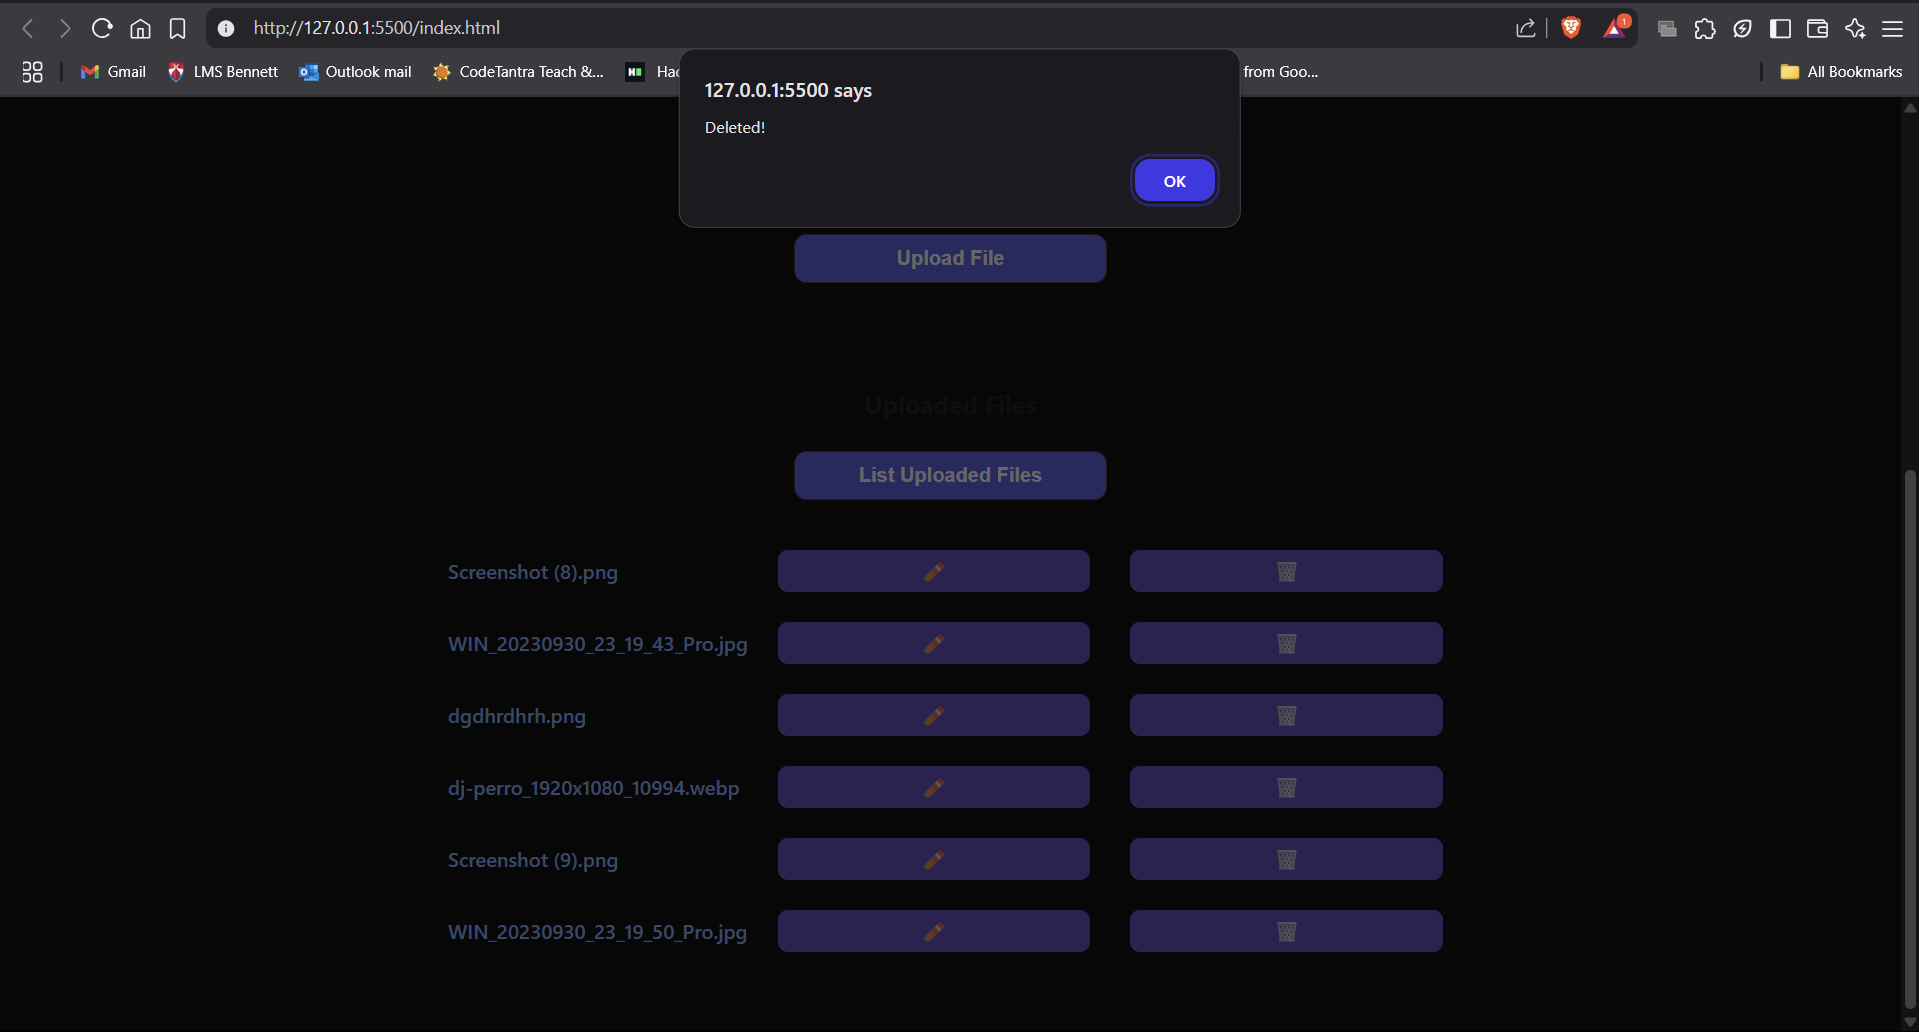 http://127.0.0.1:5500/index.html
1
Gmail
LMS Bennett
Outlook mail
CodeTantra Teach &...
Hac
from Goo...
All Bookmarks
127.0.0.1:5500 says
Deleted!
OK
Upload File
Uploaded Files
List Uploaded Files
Screenshot (8).png
WIN_20230930_23_19_43_Pro.jpg
dgdhrdhrh.png
dj-perro_1920x1080_10994.webp
Screenshot (9).png
WIN_20230930_23_19_50_Pro.jpg